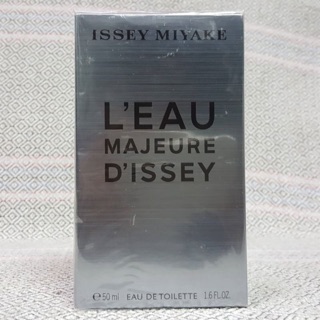 ISSEY MIYAKE
L'EAU
MAJEURE
D'ISSEY
℮50 ml EAU DE TOILETTE 1.6 FL.OZ.